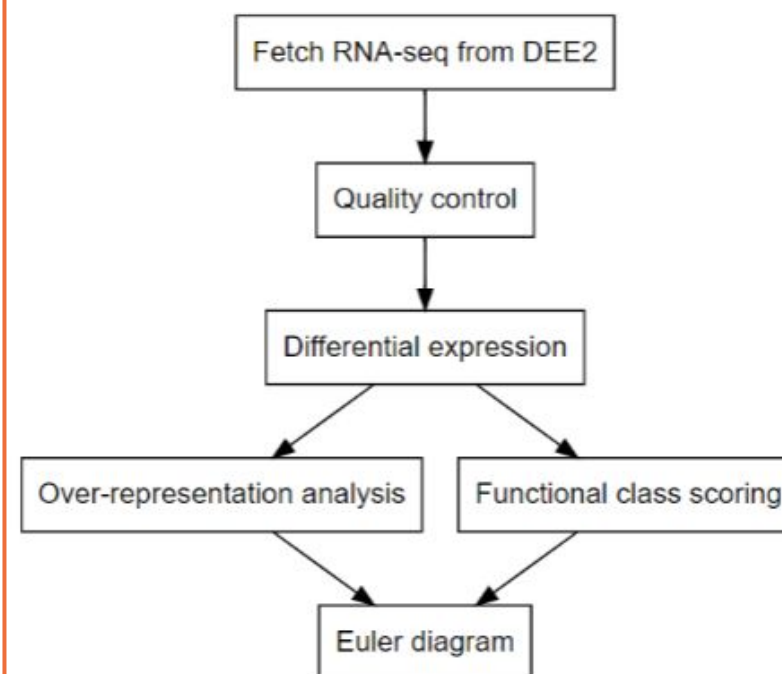 Fetch RNA-seq from DEE2
Quality control
Differential expression
Over-representation analysis
Functional class scoring
Euler diagram